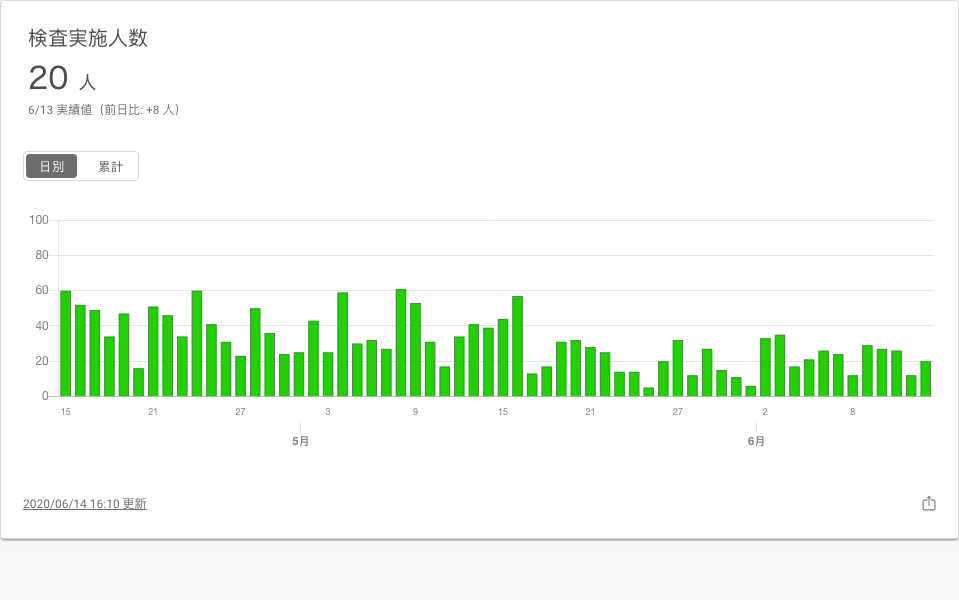 検査実施人数
20 人
6/13 実績値（前日比: +8 人）
日別 累計
100
80
60
40
20
0
15 21 27 3 9 15 21 27 2 8
5月 6月
2020/06/14 16:10 更新